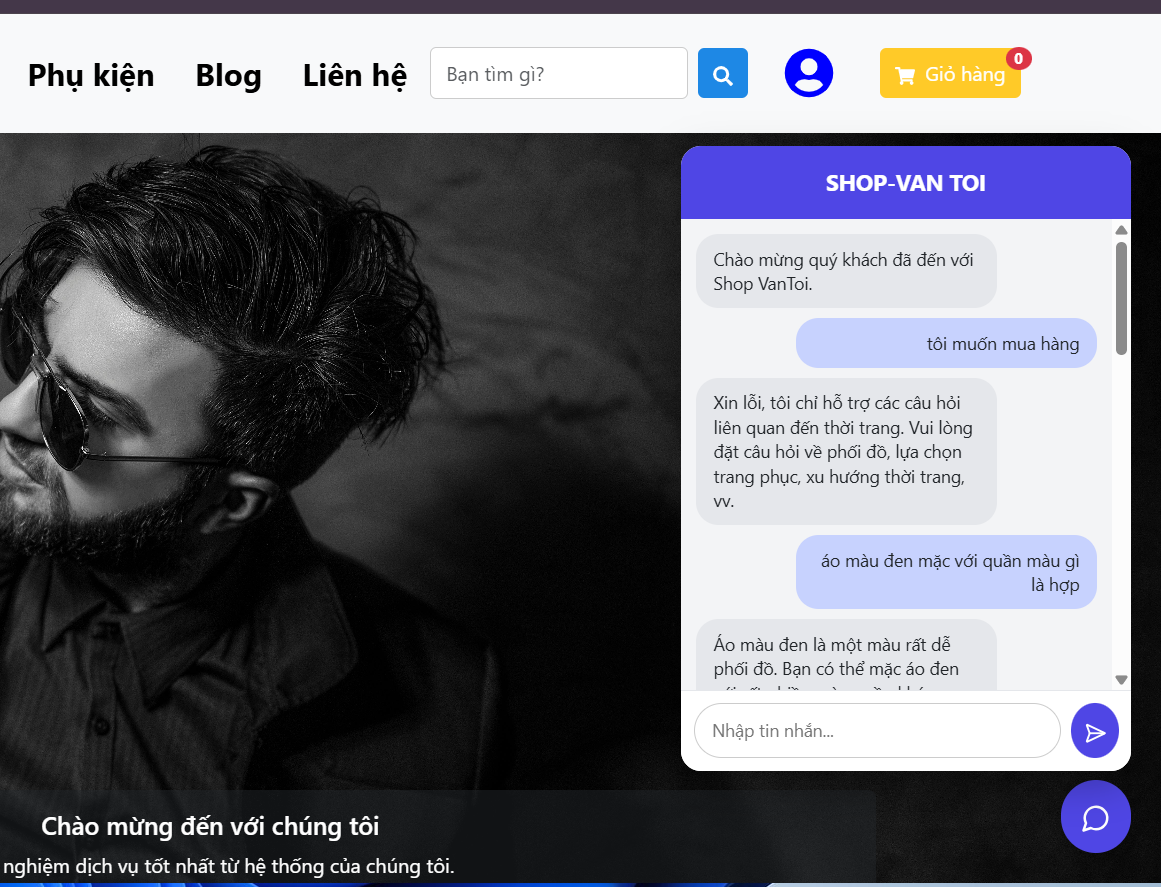 Phụ kiện Blog Liên hệ Bạn tìm gì? Giỏ hàng 0
SHOP-VAN TOI
Chào mừng quý khách đã đến với
Shop VanToi.
tôi muốn mua hàng
Xin lỗi, tôi chỉ hỗ trợ các câu hỏi
liên quan đến thời trang. Vui lòng
đặt câu hỏi về phối đồ, lựa chọn
trang phục, xu hướng thời trang,
vv.
áo màu đen mặc với quần màu gì
là hợp
Áo màu đen là một màu rất dễ
phối đồ. Bạn có thể mặc áo đen
Nhập tin nhắn...
Chào mừng đến với chúng tôi
nghiệm dịch vụ tốt nhất từ hệ thống của chúng tôi.